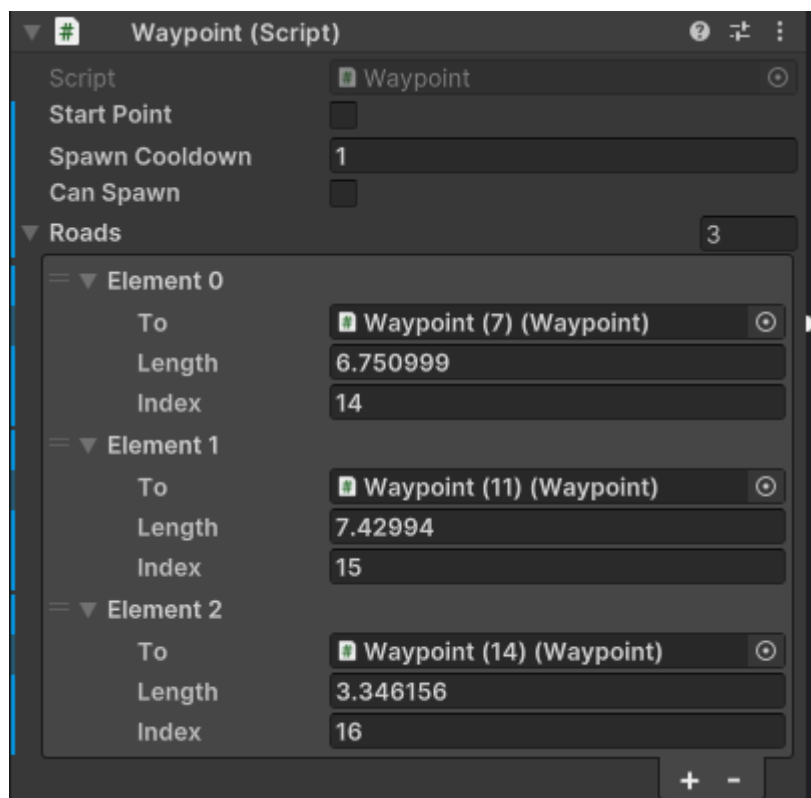 Waypoint (Script)
Script Waypoint
Start Point
Spawn Cooldown 1
Can Spawn
Roads 3
Element 0
To Waypoint (7) (Waypoint)
Length 6.750999
Index 14
Element 1
To Waypoint (11) (Waypoint)
Length 7.42994
Index 15
Element 2
To Waypoint (14) (Waypoint)
Length 3.346156
Index 16
+ -